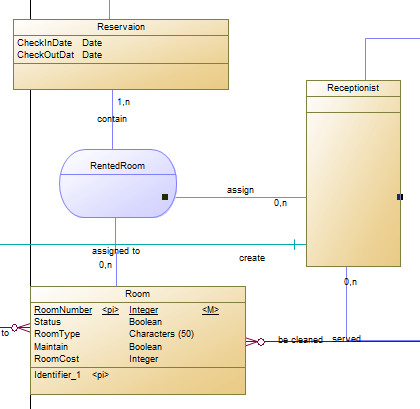 Reservaion
CheckInDate Date
CheckOutDat Date
1,n
contain
Receptionist
RentedRoom
assign
0,n
assigned to
0,n
create
0,n
Room
RoomNumber <pi> Integer <M>
Status Boolean
RoomType Characters (50)
Maintain Boolean
RoomCost Integer
Identifier_1 <pi>
to
be cleaned served